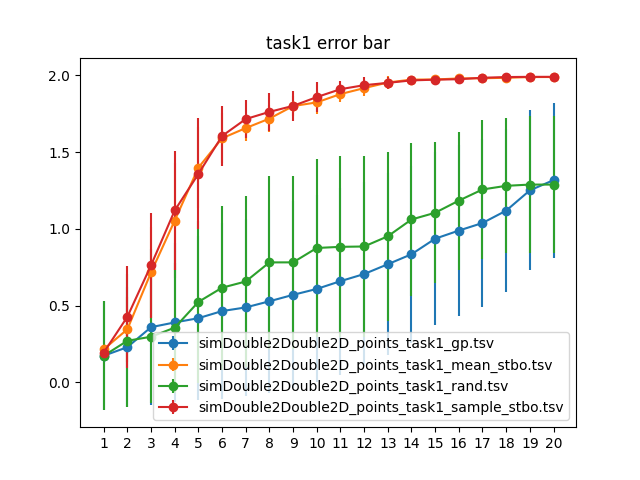 task1 error bar
2.0
1.5
1.0
0.5
0.0
simDouble2Double2D_points_task1_gp.tsv
simDouble2Double2D_points_task1_mean_stbo.tsv
simDouble2Double2D_points_task1_rand.tsv
simDouble2Double2D_points_task1_sample_stbo.tsv
1 2 3 4 5 6 7 8 9 10 11 12 13 14 15 16 17 18 19 20